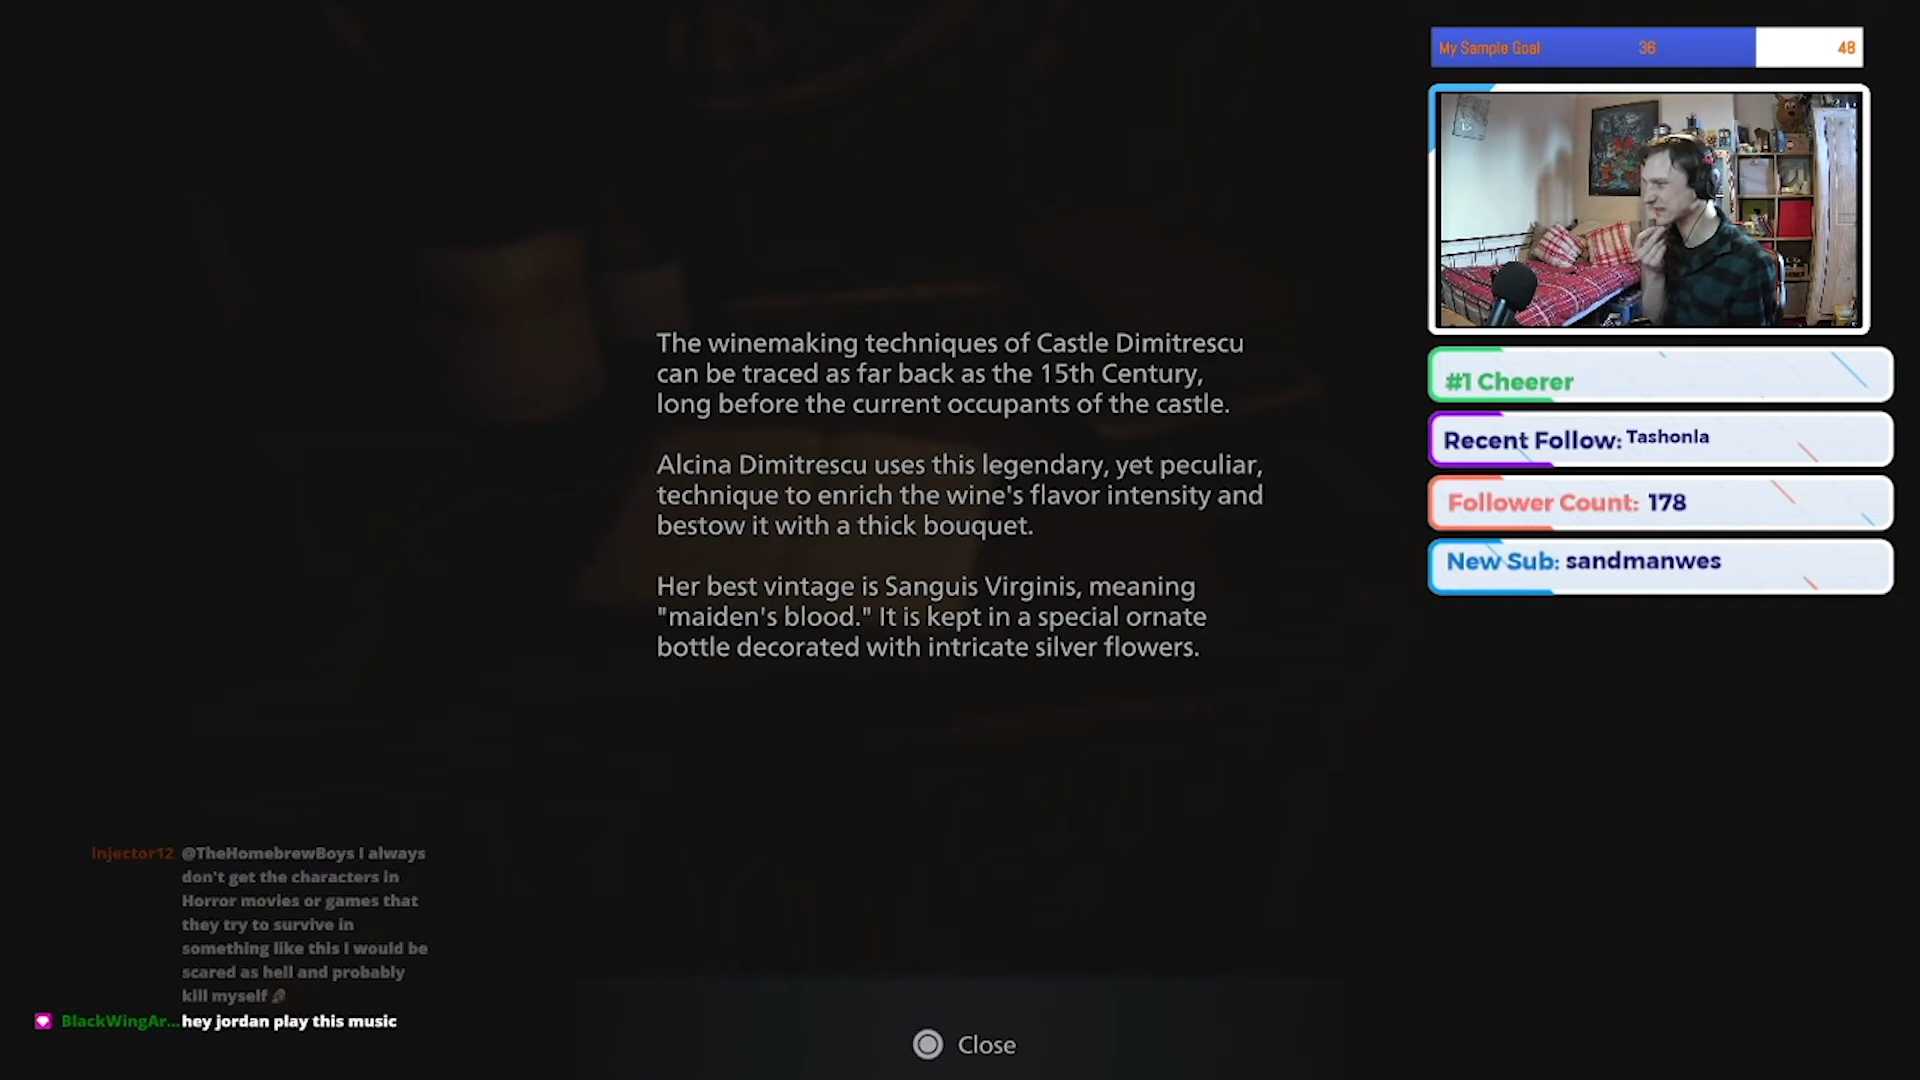 My Sample Goal 36 48
The winemaking techniques of Castle Dimitrescu
can be traced as far back as the 15th Century,
long before the current occupants of the castle.
Alcina Dimitrescu uses this legendary, yet peculiar,
technique to enrich the wine's flavor intensity and
bestow it with a thick bouquet.
Her best vintage is Sanguis Virginis, meaning
"maiden's blood." It is kept in a special ornate
bottle decorated with intricate silver flowers.
#1 Cheerer
Recent Follow: Tashonla
Follower Count: 178
New Sub: sandmanwes
Injector12 @TheHomebrewBoys I always
don't get the characters in
Horror movies or games that
they try to survive in
something like this I would be
scared as hell and probably
kill myself
BlackWingAr... hey jordan play this music
Close